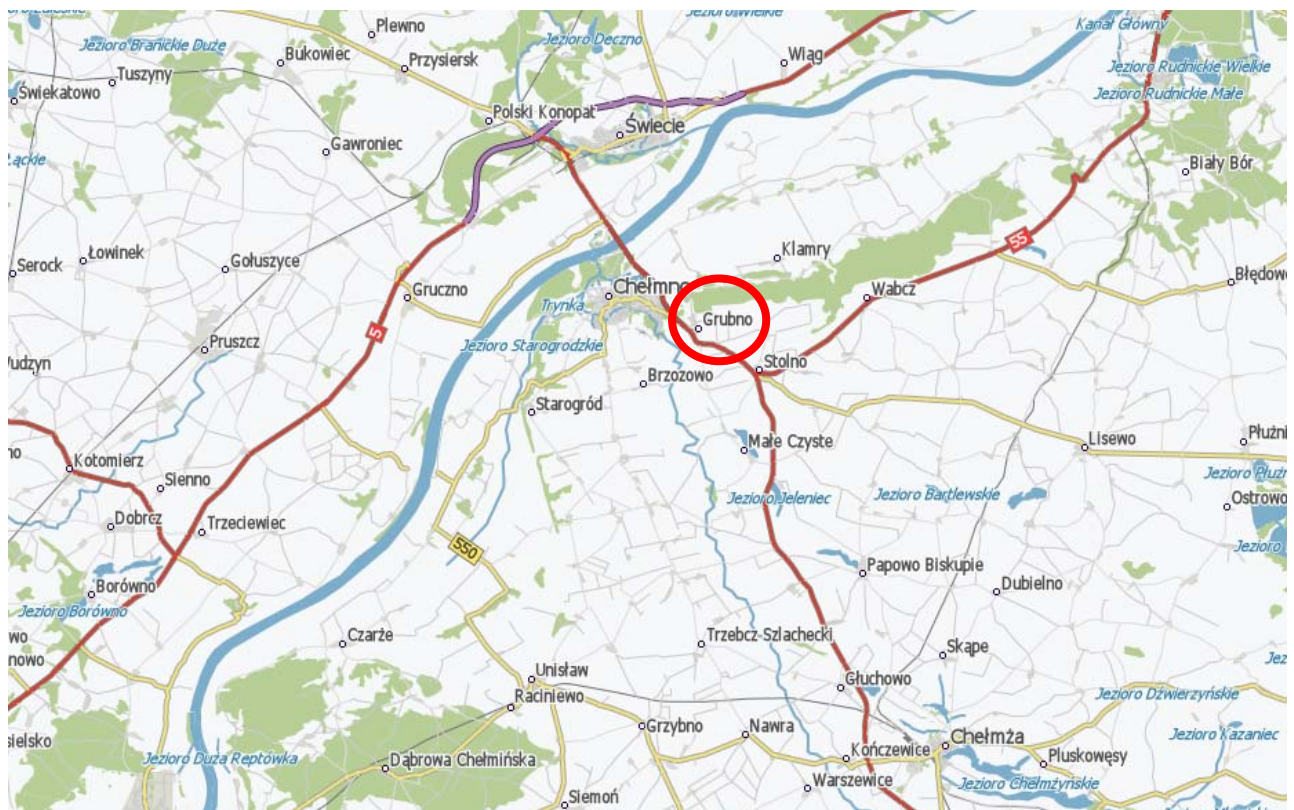 Plewno
Jezioro Wielkie
Kanał Główny
Jezioro Branickie Duże
Bukowiec
Jezioro Deczno
Przysiersk
Wiąg
Tuszyny
Świekatowo
Jezioro Rudnickie Wielkie
Jezioro Rudnickie Małe
Polski Konopat
Świecie
Gawroniec
Łąckie
Biały Bór
Łowinek
Serock
Gołuszyce
Klamry
55
Błędowo
Gruczno
Chełmno
Trynka
Wabcz
Grubno
5
Pruszcz
Jezioro Starogrodzkie
Wudzyn
Stolno
Brzozowo
Starogród
Małe Czyste
Lisewo
Płużni
Kotomierz
Sienno
Jezioro Jeleniec
Jezioro Bartlewskie
Jezioro Płuż
Ostrowo
Dobrcz
Trzeciewiec
550
Jezioro
Papowo Biskupie
Dubielno
Borówno
Jezioro Borówno
Czarże
Trzebcz Szlachecki
Skąpe
nowo
Jez
Unisław
Raciniewo
Głuchowo
Jezioro Dźwierzyńskie
Grzybno
Nawra
Chełmża
Jezioro Kazaniec
sielsko
Jezioro Duża Reptówka
Dąbrowa Chełmińska
Kończewice
Pluskowęsy
Warszewice
Jezioro Chełmżyńskie
Siemoń